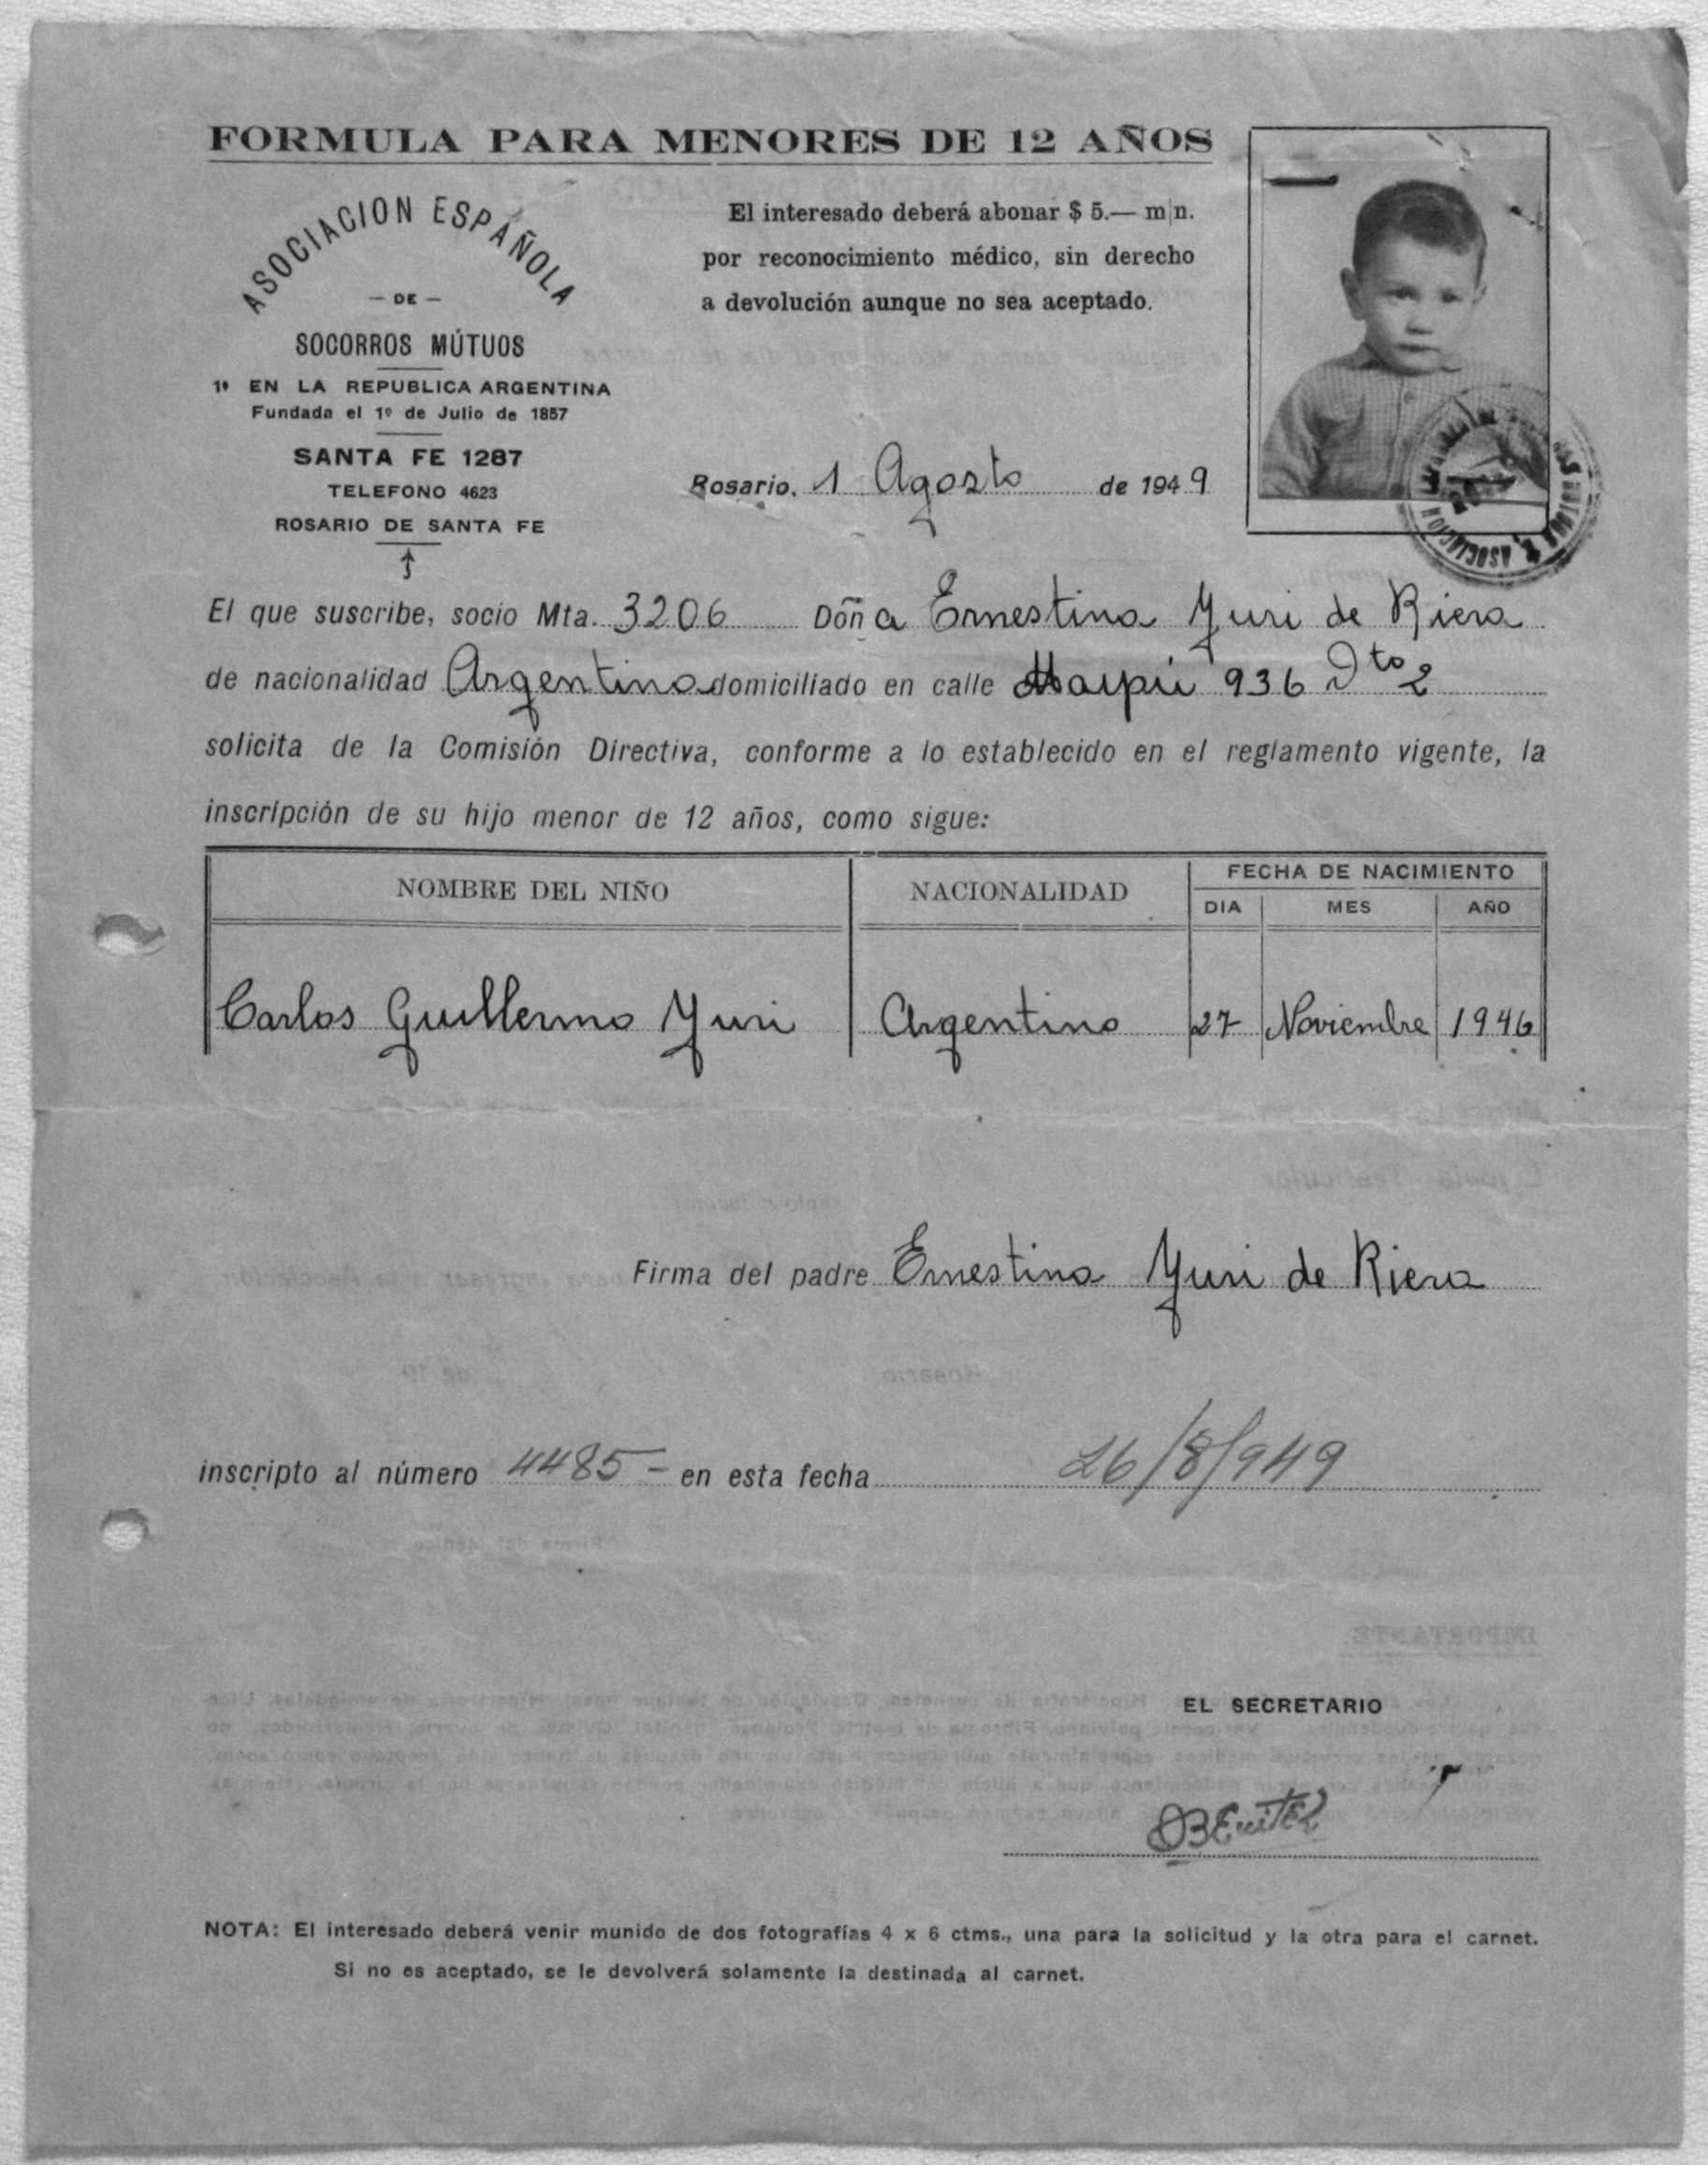 FORMULA PARA MENORES DE 12 AÑOS
ASOCIACION ESPAÑOLA
— DE —
SOCORROS MÚTUOS
1ª EN LA REPUBLICA ARGENTINA
Fundada el 1º de Julio de 1857
SANTA FE 1287
TELEFONO 4623
ROSARIO DE SANTA FE
El interesado deberá abonar $ 5.— m|n.
por reconocimiento médico, sin derecho
a devolución aunque no sea aceptado.
Rosario, 1 Agosto de 1949
ASOCIACION
El que suscribe, socio Mta. 3206 Doña Ernestina Yuri de Riera
de nacionalidad Argentina domiciliado en calle Maipú 936 Dto 2
solicita de la Comisión Directiva, conforme a lo establecido en el reglamento vigente, la
inscripción de su hijo menor de 12 años, como sigue:
NOMBRE DEL NIÑO NACIONALIDAD FECHA DE NACIMIENTO
DIA MES AÑO
Carlos Guillermo Yuri Argentino 27 Noviembre 1946
Firma del padre Ernestina Yuri de Riera
inscripto al número 4485- en esta fecha 26/8/949
EL SECRETARIO
OBEnitez
NOTA: El interesado deberá venir munido de dos fotografías 4 x 6 ctms., una para la solicitud y la otra para el carnet.
Si no es aceptado, se le devolverá solamente la destinada al carnet.